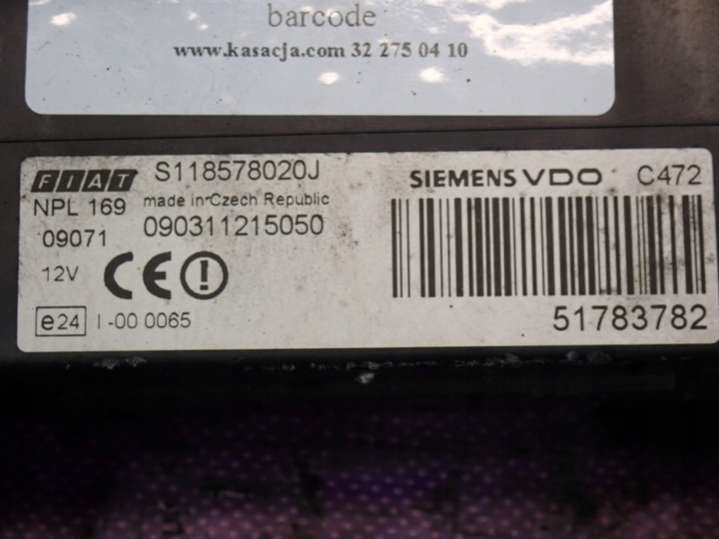 barcode
www.kasacja.com 32 275 04 10
FIAT S118578020J SIEMENS VDO C472
NPL 169 made in Czech Republic
09071 090311215050
12V CE
e24 I -00 0065 51783782